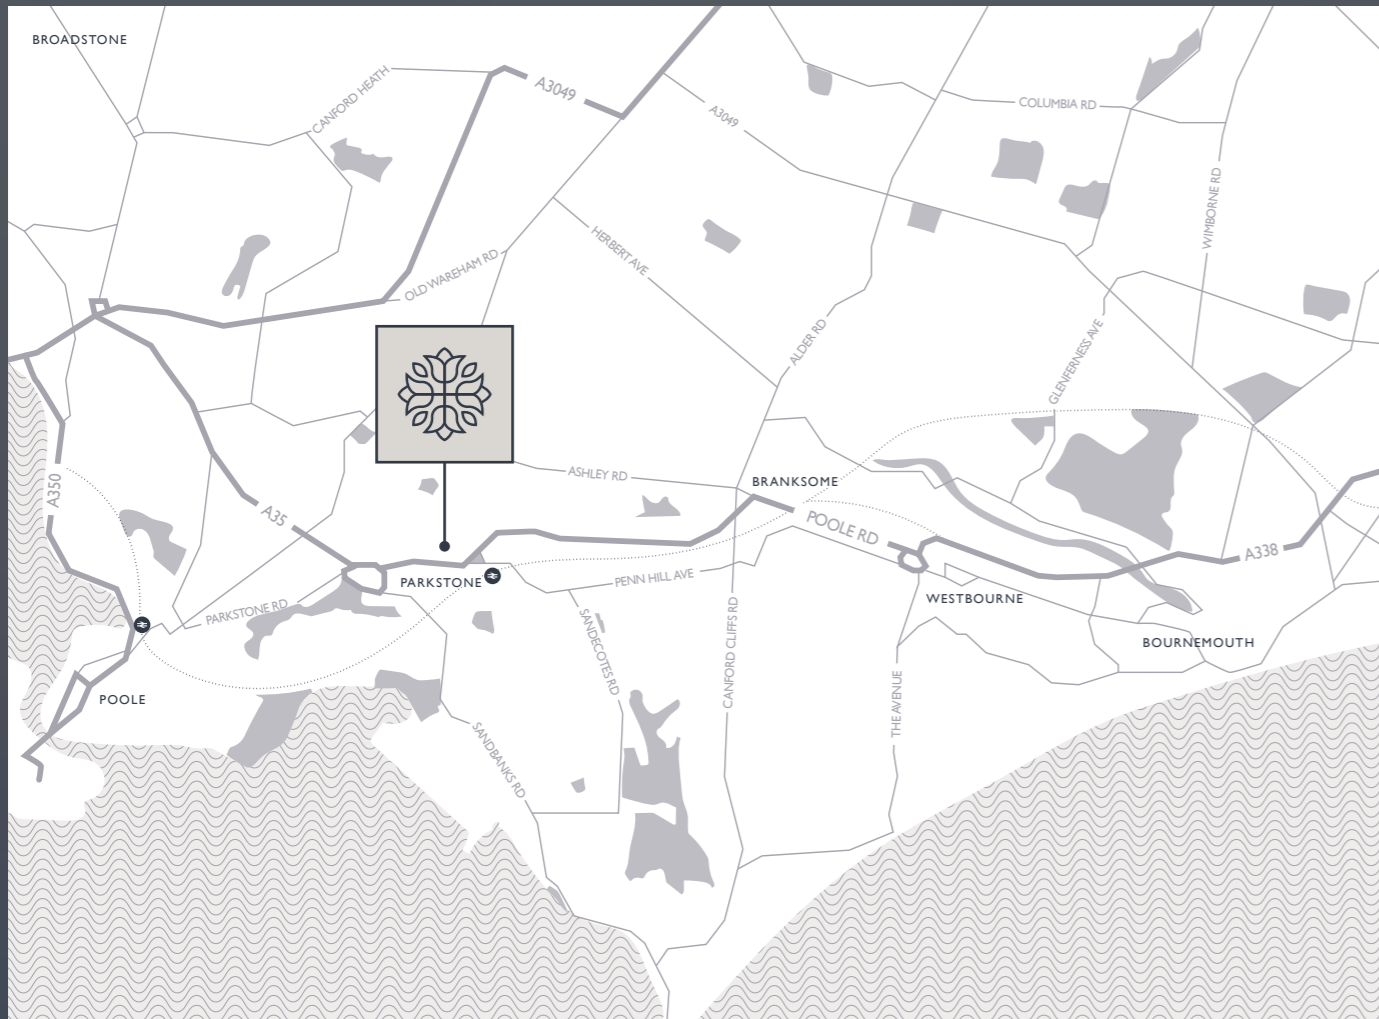 BROADSTONE
CANFORD HEATH
A3049
A3049
COLUMBIA RD
WIMBORNE RD
HERBERT AVE
OLD WAREHAM RD
ALDER RD
GLENFERNESS AVE
ASHLEY RD
BRANKSOME
A350
A35
POOLE RD
A338
PARKSTONE
PENN HILL AVE
WESTBOURNE
PARKSTONE RD
SANDECOTES RD
CANFORD CLIFFS RD
BOURNEMOUTH
THE AVENUE
POOLE
SANDBANKS RD